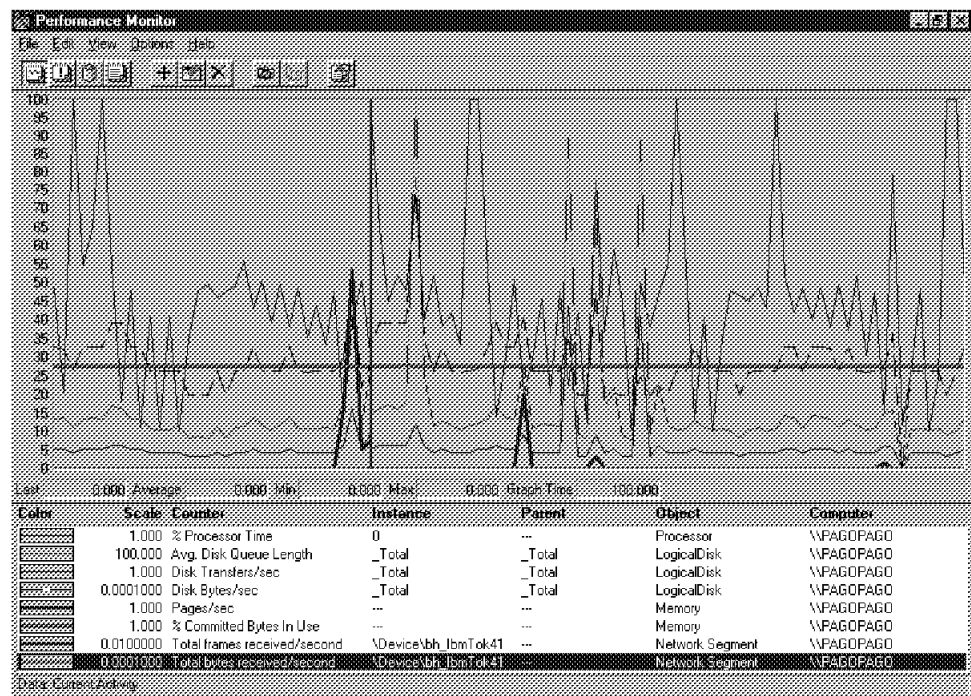 Performance Monitor
File Edit View Options Help
100
95
90
85
80
75
70
65
60
55
50
45
40
35
30
25
20
15
10
5
0
Last 0.000 Average 0.000 Min 0.000 Max 0.000 Graph Time 100.000
Color Scale Counter Instance Parent Object Computer
1.000 % Processor Time 0 --- Processor \\PAGOPAGO
100.000 Avg. Disk Queue Length _Total _Total LogicalDisk \\PAGOPAGO
1.000 Disk Transfers/sec _Total _Total LogicalDisk \\PAGOPAGO
0.0001000 Disk Bytes/sec _Total _Total LogicalDisk \\PAGOPAGO
1.000 Pages/sec --- --- Memory \\PAGOPAGO
1.000 % Committed Bytes In Use --- --- Memory \\PAGOPAGO
0.0100000 Total frames received/second \Device\bh_IbmTok41 --- Network Segment \\PAGOPAGO
0.0001000 Total bytes received/second \Device\bh_IbmTok41 --- Network Segment \\PAGOPAGO
Data: Current Activity